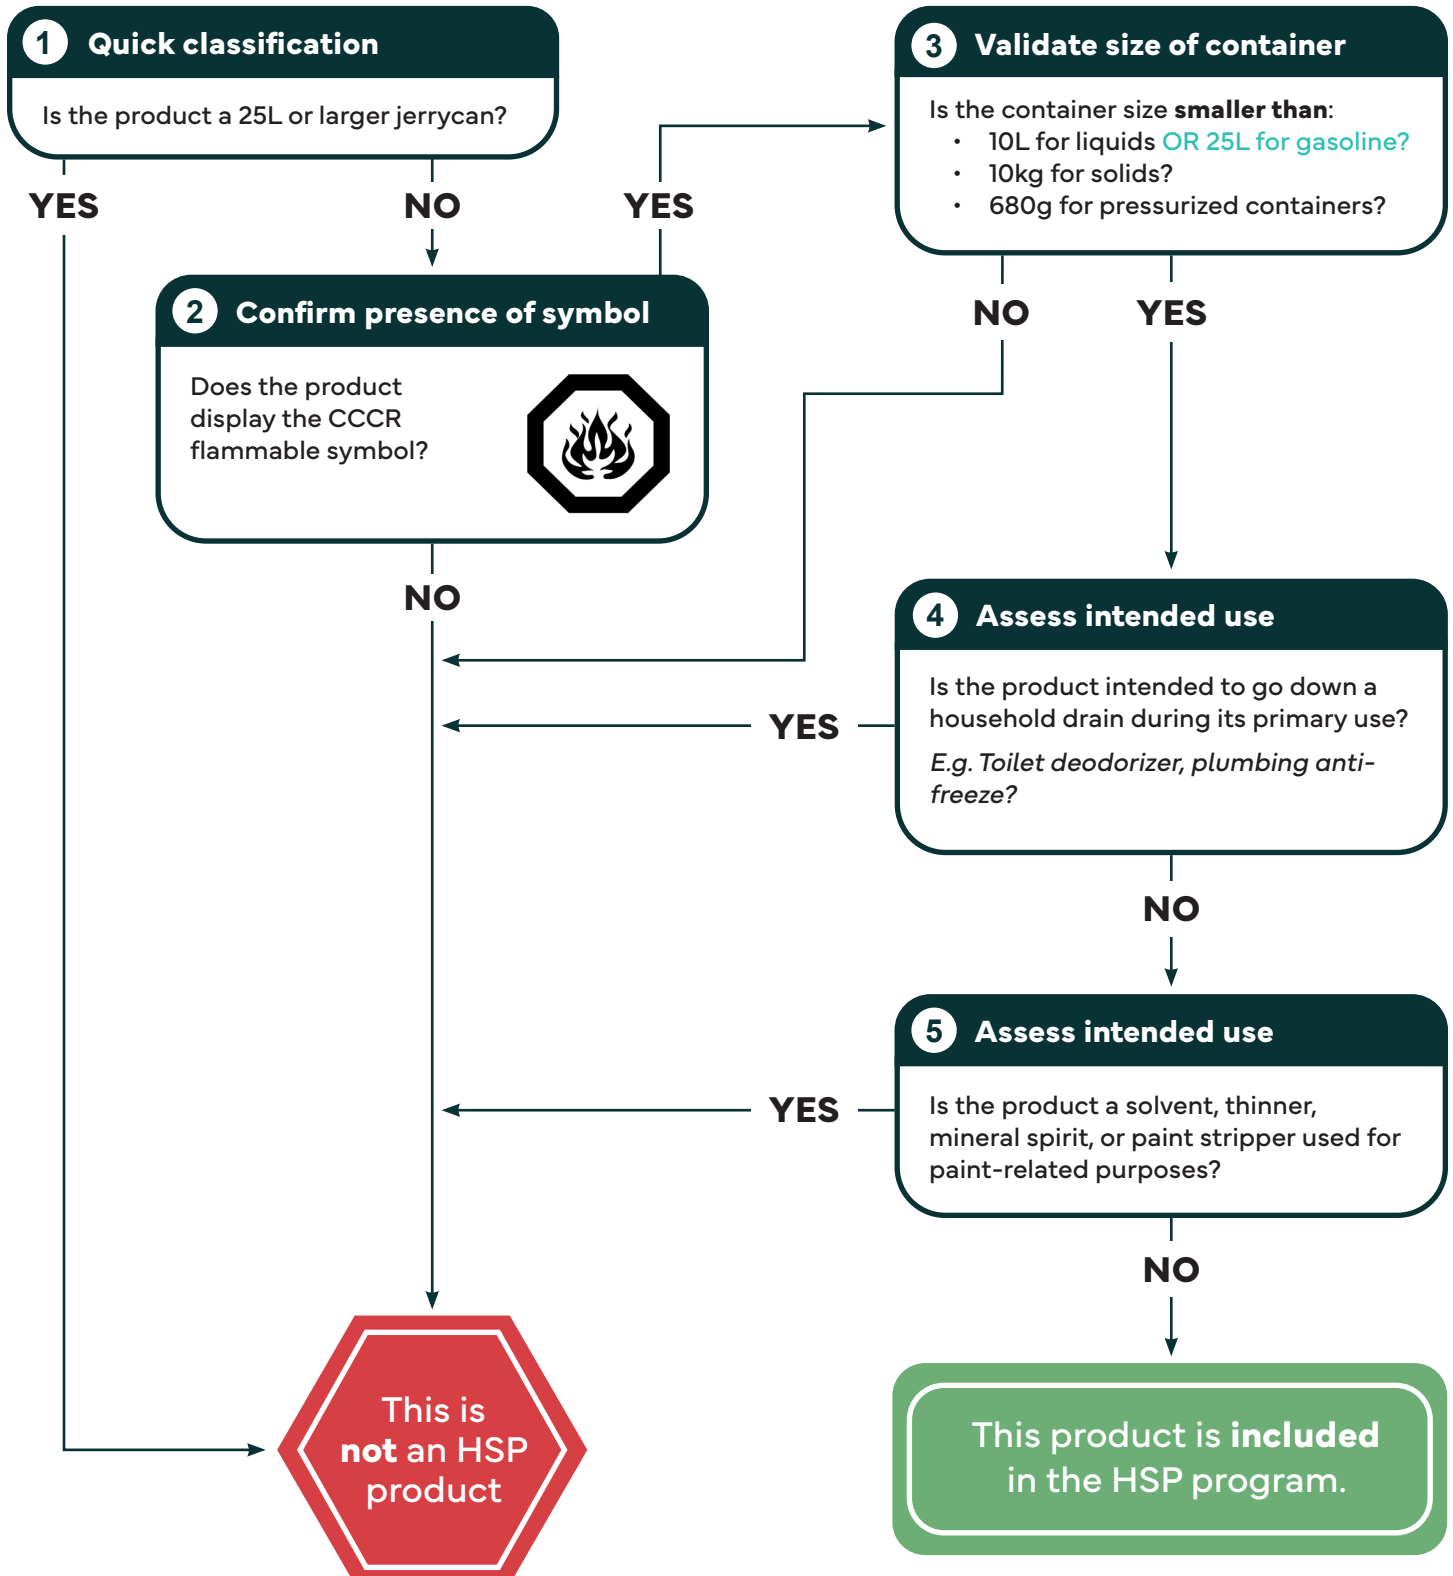 1 Quick classification
Is the product a 25L or larger jerrycan?
YES
NO
2 Confirm presence of symbol
Does the product
display the CCCR
flammable symbol?
YES
NO
3 Validate size of container
Is the container size smaller than:
• 10L for liquids OR 25L for gasoline?
• 10kg for solids?
• 680g for pressurized containers?
NO
YES
4 Assess intended use
Is the product intended to go down a
household drain during its primary use?
E.g. Toilet deodorizer, plumbing anti-
freeze?
YES
NO
5 Assess intended use
Is the product a solvent, thinner,
mineral spirit, or paint stripper used for
paint-related purposes?
YES
NO
This is
not an HSP
product
This product is included
in the HSP program.